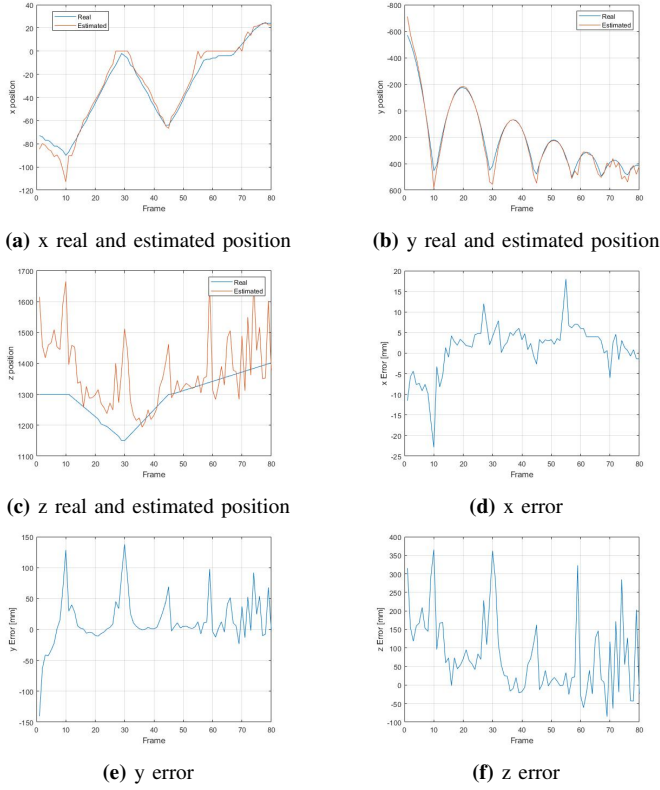 40
20
0
-20
-40
-60
-80
-100
-120
x position
Real
Estimated
0 10 20 30 40 50 60 70 80
Frame
(a) x real and estimated position
-800
-600
-400
-200
0
200
400
600
y position
Real
Estimated
0 10 20 30 40 50 60 70 80
Frame
(b) y real and estimated position
1700
1600
1500
1400
1300
1200
1100
z position
Real
Estimated
0 10 20 30 40 50 60 70 80
Frame
(c) z real and estimated position
20
15
10
5
0
-5
-10
-15
-20
-25
x Error [mm]
0 10 20 30 40 50 60 70 80
Frame
(d) x error
150
100
50
0
-50
-100
-150
y Error [mm]
0 10 20 30 40 50 60 70 80
Frame
(e) y error
400
350
300
250
200
150
100
50
0
-50
-100
z Error [mm]
0 10 20 30 40 50 60 70 80
Frame
(f) z error